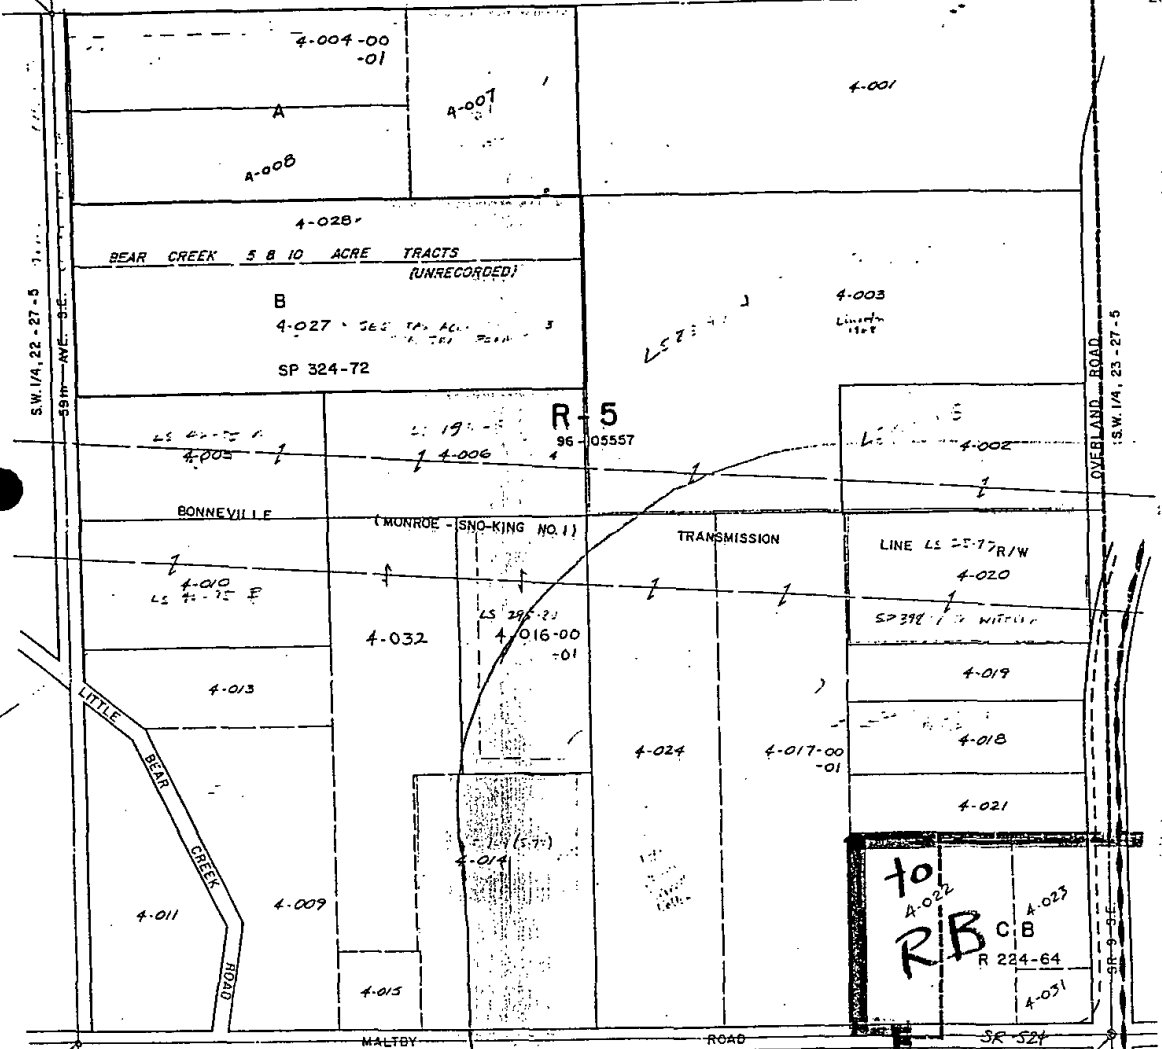 4-004-00
-01
4-001
4-007
A
4-008
4-028
BEAR CREEK 5 & 10 ACRE TRACTS
(UNRECORDED)
B
4-027
3
SP 324-72
4-003
S.W. 1/4, 22-27-5
59TH AVE. S.E.
OVERLAND ROAD
S.W. 1/4, 23-27-5
R-5
96-05557
4-005
4-006
4
4-002
BONNEVILLE (MONROE - SNO-KING NO. 1) TRANSMISSION LINE R/W
4-010
4-020
4-032
4-016-00
-01
4-019
4-013
4-018
4-024
4-017-00
-01
4-021
LITTLE BEAR CREEK ROAD
4-014
to
RB
4-022
4-023
CB
R 224-64
4-031
4-011
4-009
4-015
SR 9 S.E.
MALTBY ROAD SR 524